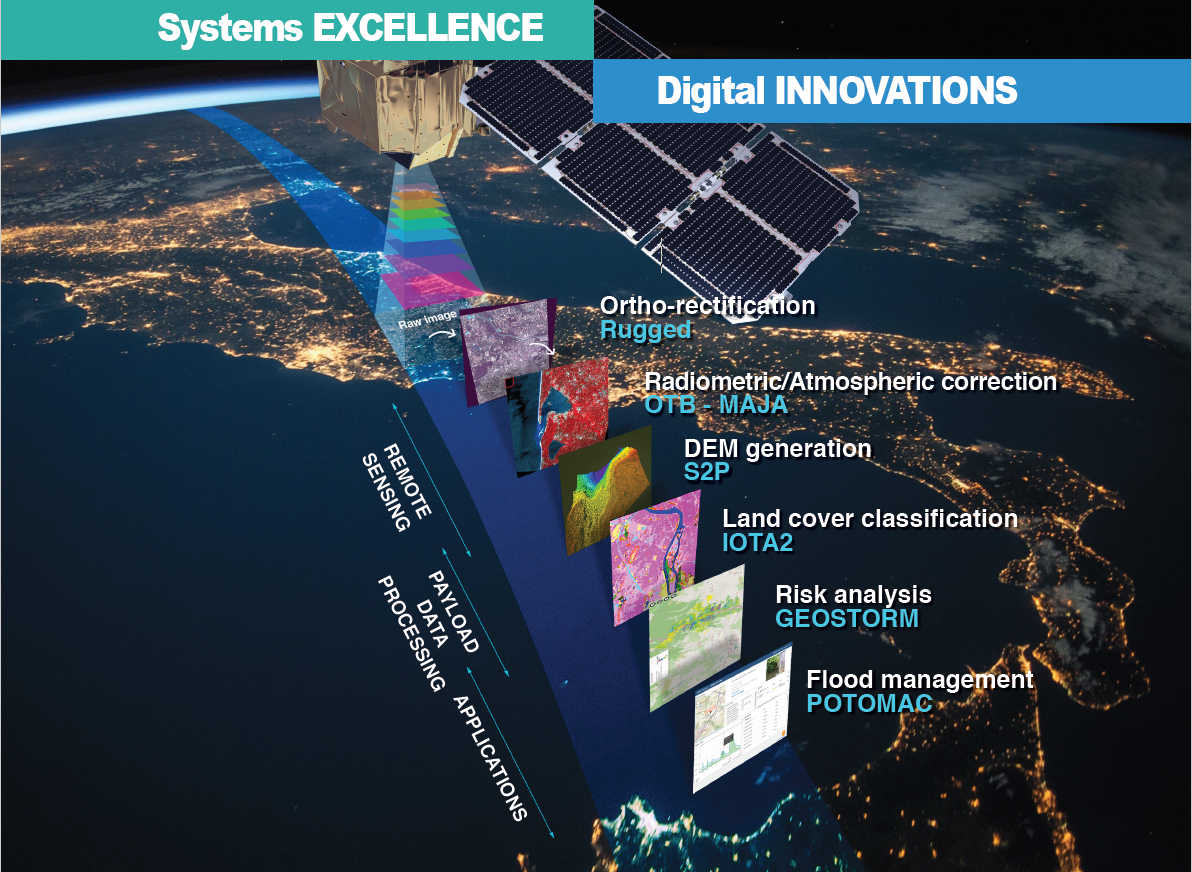 Systems EXCELLENCE
Digital INNOVATIONS
Raw image
Ortho-rectification
Rugged
Radiometric/Atmospheric correction
OTB - MAJA
DEM generation
S2P
Land cover classification
IOTA2
Risk analysis
GEOSTORM
Flood management
POTOMAC
REMOTE
SENSING
PAYLOAD
DATA
PROCESSING
APPLICATIONS